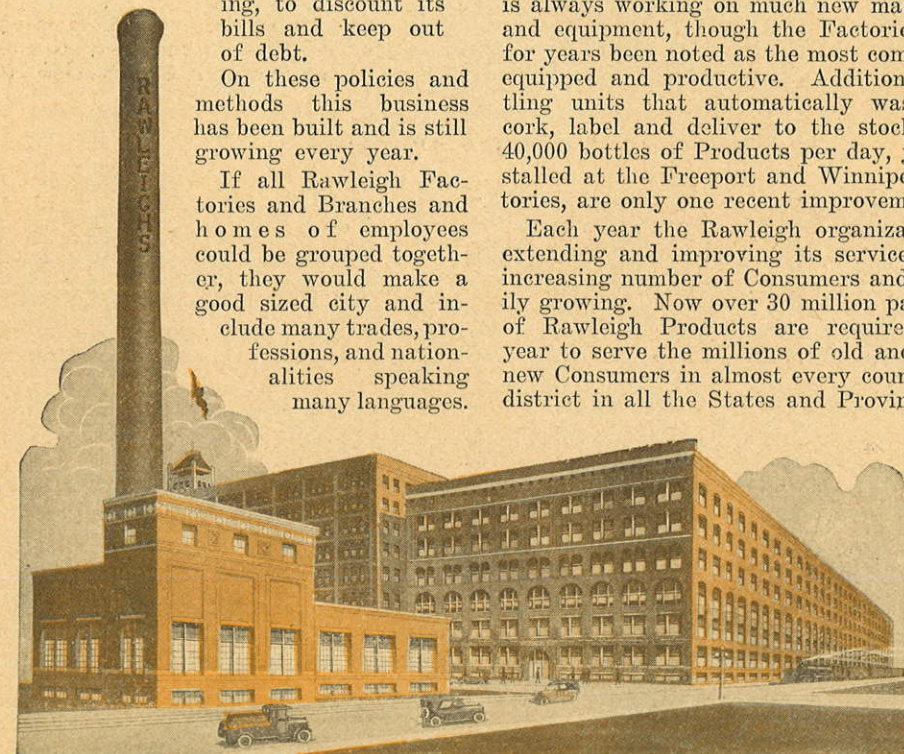 RAWLEIGHS
ing, to discount its
bills and keep out
of debt.
On these policies and
methods this business
has been built and is still
growing every year.
If all Rawleigh Fac-
tories and Branches and
homes of employees
could be grouped togeth-
er, they would make a
good sized city and in-
clude many trades, pro-
fessions, and nation-
alities speaking
many languages.
is always working on much new ma
and equipment, though the Factorie
for years been noted as the most com
equipped and productive. Addition
tling units that automatically was
cork, label and deliver to the stock
40,000 bottles of Products per day,
stalled at the Freeport and Winnipe
tories, are only one recent improvem
Each year the Rawleigh organiza
extending and improving its service
increasing number of Consumers and
ily growing. Now over 30 million pa
of Rawleigh Products are require
year to serve the millions of old and
new Consumers in almost every coun
district in all the States and Provin